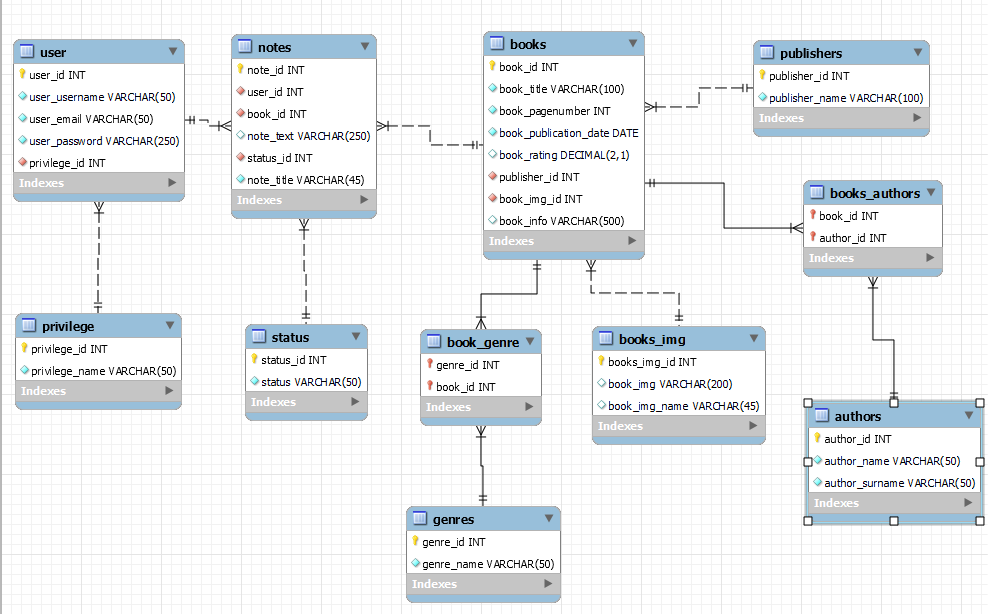 user
user_id INT
user_username VARCHAR(50)
user_email VARCHAR(50)
user_password VARCHAR(250)
privilege_id INT
Indexes
notes
note_id INT
user_id INT
book_id INT
note_text VARCHAR(250)
status_id INT
note_title VARCHAR(45)
Indexes
books
book_id INT
book_title VARCHAR(100)
book_pagenumber INT
book_publication_date DATE
book_rating DECIMAL(2,1)
publisher_id INT
book_img_id INT
book_info VARCHAR(500)
Indexes
publishers
publisher_id INT
publisher_name VARCHAR(100)
Indexes
books_authors
book_id INT
author_id INT
Indexes
privilege
privilege_id INT
privilege_name VARCHAR(50)
Indexes
status
status_id INT
status VARCHAR(50)
Indexes
book_genre
genre_id INT
book_id INT
Indexes
books_img
books_img_id INT
book_img VARCHAR(200)
book_img_name VARCHAR(45)
Indexes
authors
author_id INT
author_name VARCHAR(50)
author_surname VARCHAR(50)
Indexes
genres
genre_id INT
genre_name VARCHAR(50)
Indexes